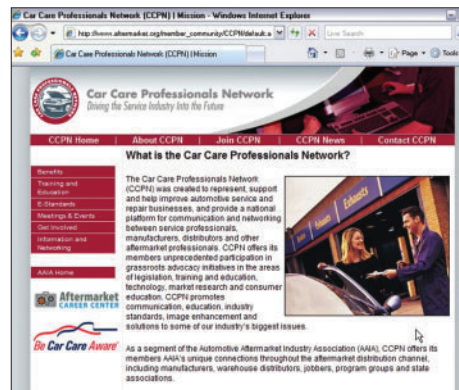 Car Care Professionals Network (CCPN) | Mission - Windows Internet Explorer
http://www.aftermarket.org/member_community/CCPN/default.a
Live Search
Car Care Professionals Network (CCPN) | Mission
Page
Tools
Car Care Professionals Network
Driving the Service Industry Into the Future
CCPN Home | About CCPN | Join CCPN | CCPN News | Contact CCPN
What is the Car Care Professionals Network?
Benefits
Training and
Education
E-Standards
Meetings & Events
Get Involved
Information and
Networking
AAIA Home
Aftermarket
CAREER CENTER
Be Car Care Aware
The Car Care Professionals Network
(CCPN) was created to represent, support
and help improve automotive service and
repair businesses, and provide a national
platform for communication and networking
between service professionals,
manufacturers, distributors and other
aftermarket professionals. CCPN offers its
members unprecedented participation in
grassroots advocacy initiatives in the areas
of legislation, training and education,
technology, market research and consumer
education. CCPN promotes
communication, education, industry
standards, image enhancement and
solutions to some of our industry's biggest issues.
Exhausts
As a segment of the Automotive Aftermarket Industry Association (AAIA), CCPN offers its
members AAIA's unique connections throughout the aftermarket distribution channel,
including manufacturers, warehouse distributors, jobbers, program groups and state
associations.